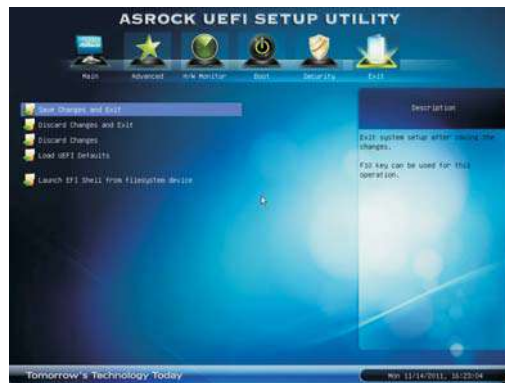 ASROCK UEFI SETUP UTILITY
Main
Advanced
H/W Monitor
Boot
Security
Exit
Save Changes and Exit
Discard Changes and Exit
Discard Changes
Load UEFI Defaults
Launch EFI Shell from filesystem device
Description
Exit system setup after saving the
changes.
F10 key can be used for this
operation.
Tomorrow's Technology Today
Mon 11/14/2011, 16:23:04